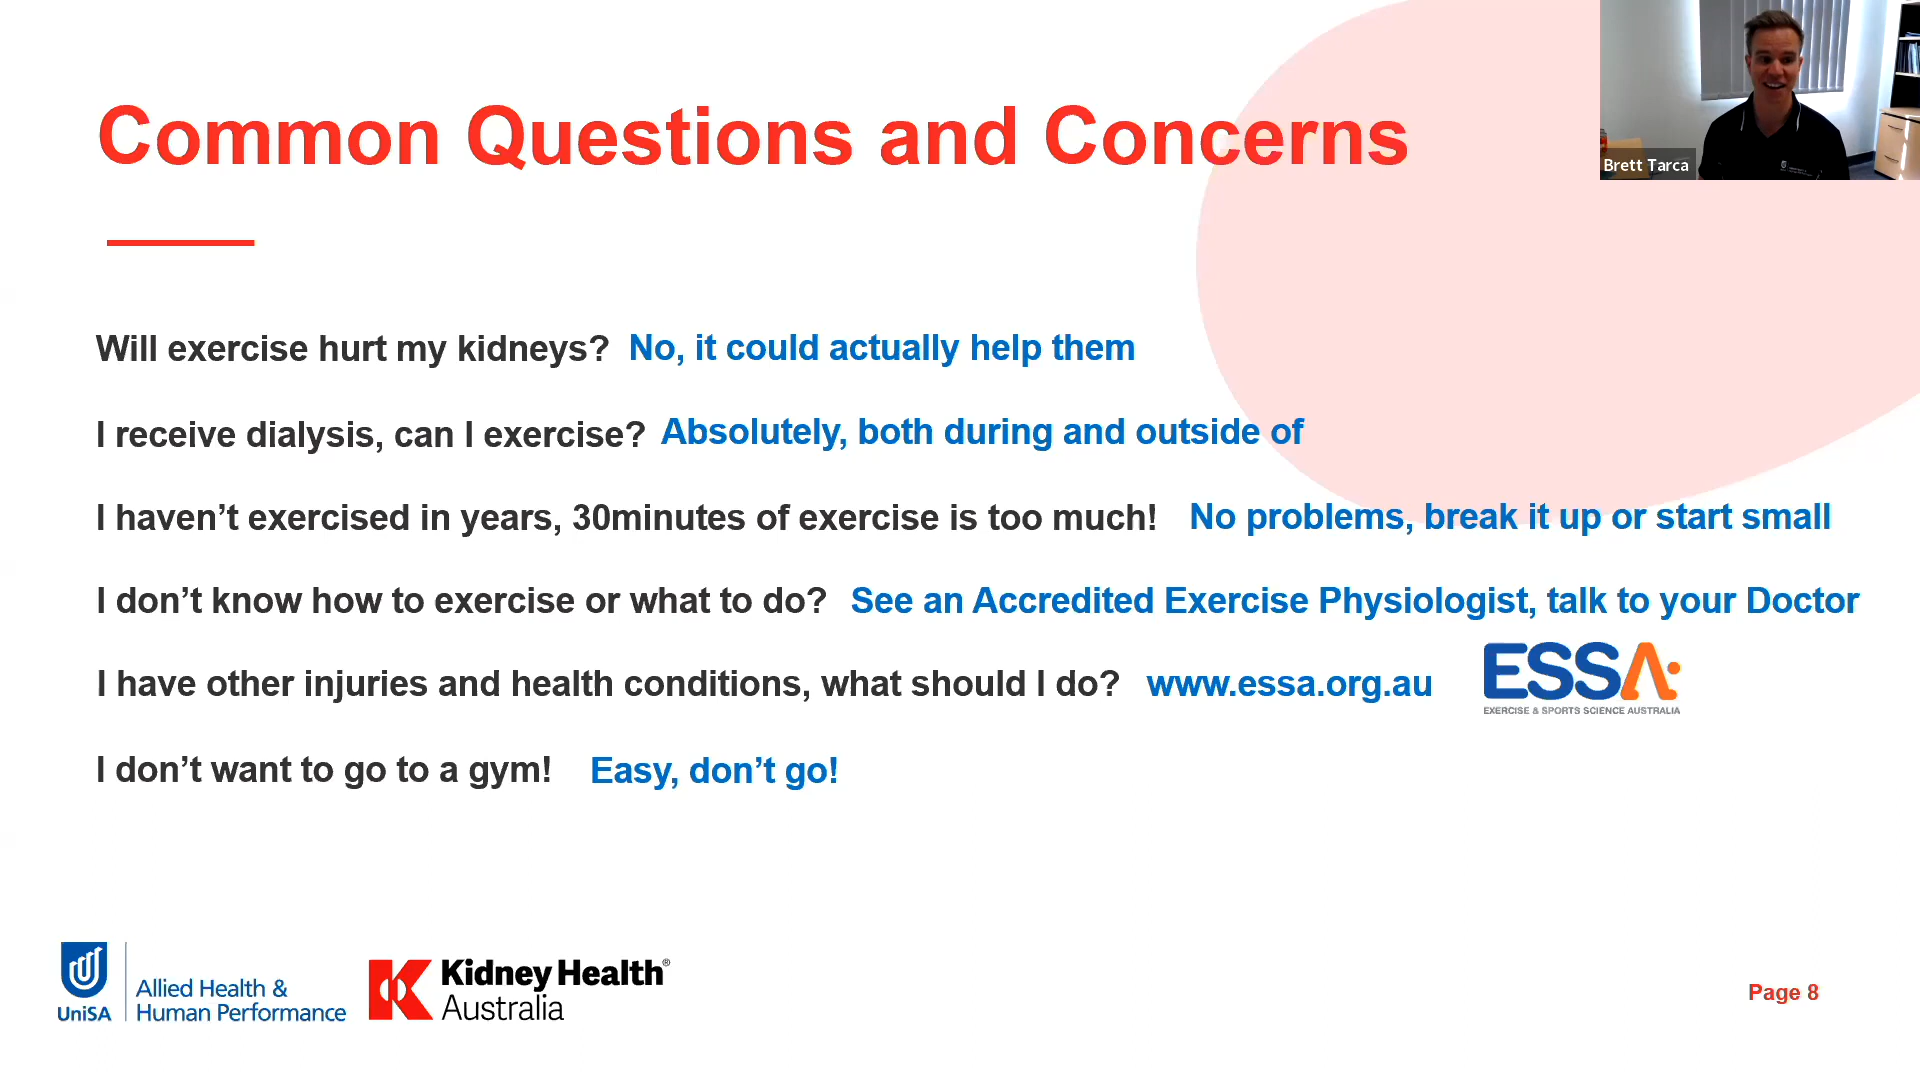 Common Questions and Concerns
Brett Tarca
Will exercise hurt my kidneys? No, it could actually help them
I receive dialysis, can I exercise? Absolutely, both during and outside of
I haven’t exercised in years, 30minutes of exercise is too much! No problems, break it up or start small
I don’t know how to exercise or what to do? See an Accredited Exercise Physiologist, talk to your Doctor
I have other injuries and health conditions, what should I do? www.essa.org.au
ESSA
EXERCISE & SPORTS SCIENCE AUSTRALIA
I don’t want to go to a gym! Easy, don’t go!
UniSA
Allied Health &
Human Performance
Kidney Health®
Australia
Page 8